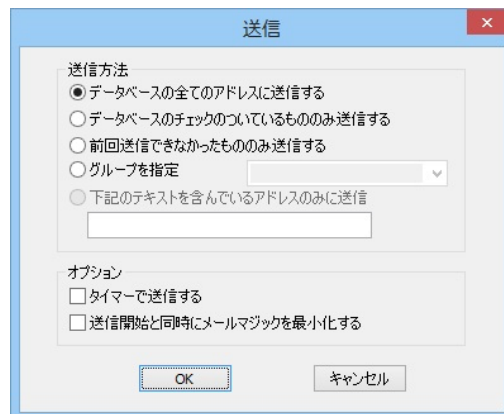 送信
送信方法
データベースの全てのアドレスに送信する
データベースのチェックのついているもののみ送信する
前回送信できなかったもののみ送信する
グループを指定
下記のテキストを含んでいるアドレスのみに送信
オプション
タイマーで送信する
送信開始と同時にメールマジックを最小化する
OK キャンセル